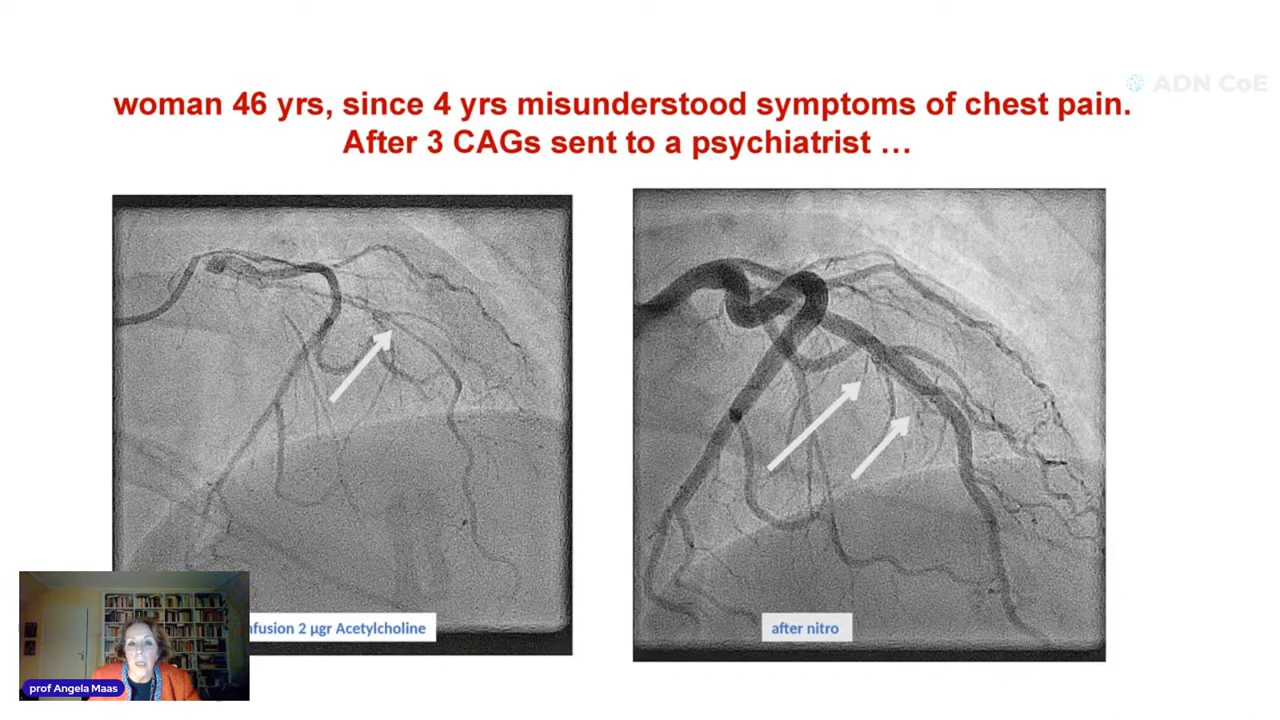 ADN CoE
woman 46 yrs, since 4 yrs misunderstood symptoms of chest pain.
After 3 CAGs sent to a psychiatrist …
2 µgr Acetylcholine
after nitro
prof Angela Maas